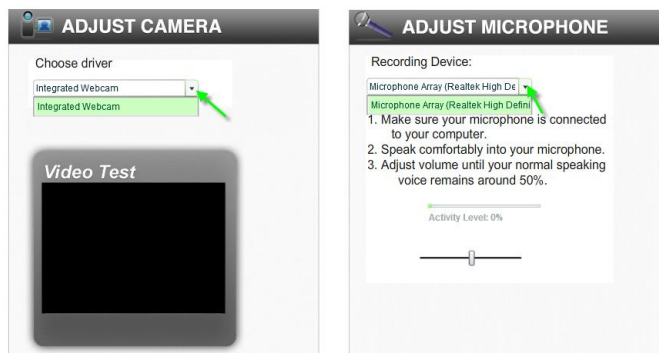 ADJUST CAMERA
Choose driver
Integrated Webcam
Integrated Webcam
Video Test
ADJUST MICROPHONE
Recording Device:
Microphone Array (Realtek High De
Microphone Array (Realtek High Defini
1. Make sure your microphone is connected
to your computer.
2. Speak comfortably into your microphone.
3. Adjust volume until your normal speaking
voice remains around 50%.
Activity Level: 0%